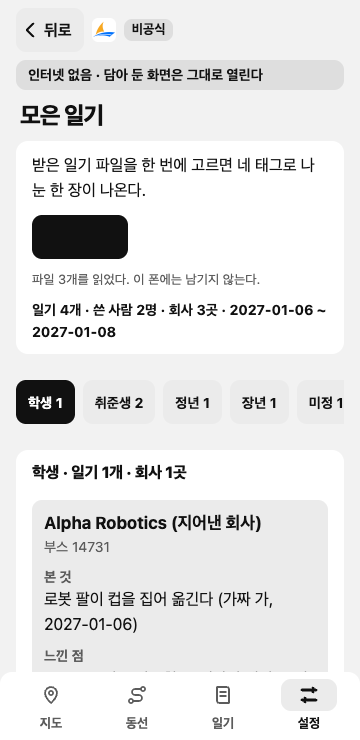 뒤로
비공식
인터넷 없음 · 담아 둔 화면은 그대로 열린다
모은 일기
받은 일기 파일을 한 번에 고르면 네 태그로 나
눈 한 장이 나온다.
파일 3개를 읽었다. 이 폰에는 남기지 않는다.
일기 4개 · 쓴 사람 2명 · 회사 3곳 · 2027-01-06 ~
2027-01-08
학생 1
취준생 2
정년 1
장년 1
미정 1
학생 · 일기 1개 · 회사 1곳
Alpha Robotics (지어낸 회사)
부스 14731
본 것
로봇 팔이 컵을 집어 옮긴다 (가짜 가,
2027-01-06)
느낀 점
지도
동선
일기
설정